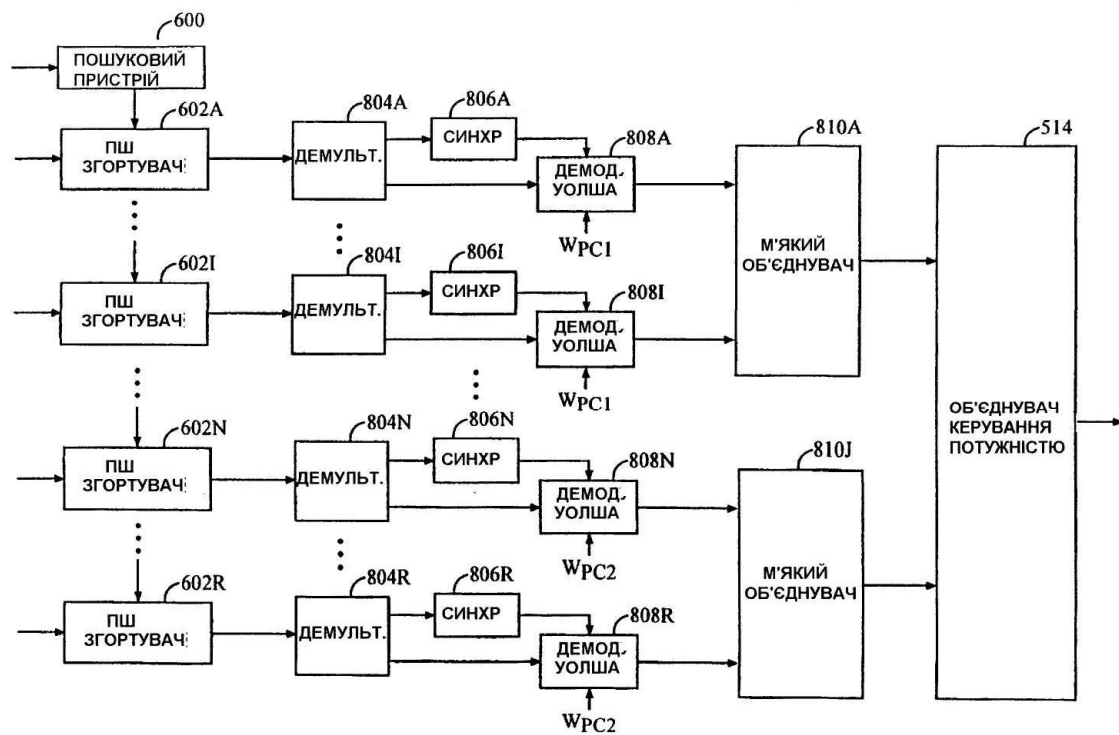 600
ПОШУКОВИЙ
ПРИСТРІЙ
602A
ПШ
ЗГОРТУВАЧ
804A
ДЕМУЛЬТ.
806A
СИНХР
808A
ДЕМОД.
УОЛША
WPC1
810A
М'ЯКИЙ
ОБ'ЄДНУВАЧ
514
ОБ'ЄДНУВАЧ
КЕРУВАННЯ
ПОТУЖНІСТЮ
602I
ПШ
ЗГОРТУВАЧ
804I
ДЕМУЛЬТ.
806I
СИНХР
808I
ДЕМОД.
УОЛША
WPC1
602N
ПШ
ЗГОРТУВАЧ
804N
ДЕМУЛЬТ.
806N
СИНХР
808N
ДЕМОД.
УОЛША
WPC2
810J
М'ЯКИЙ
ОБ'ЄДНУВАЧ
602R
ПШ
ЗГОРТУВАЧ
804R
ДЕМУЛЬТ.
806R
СИНХР
808R
ДЕМОД.
УОЛША
WPC2